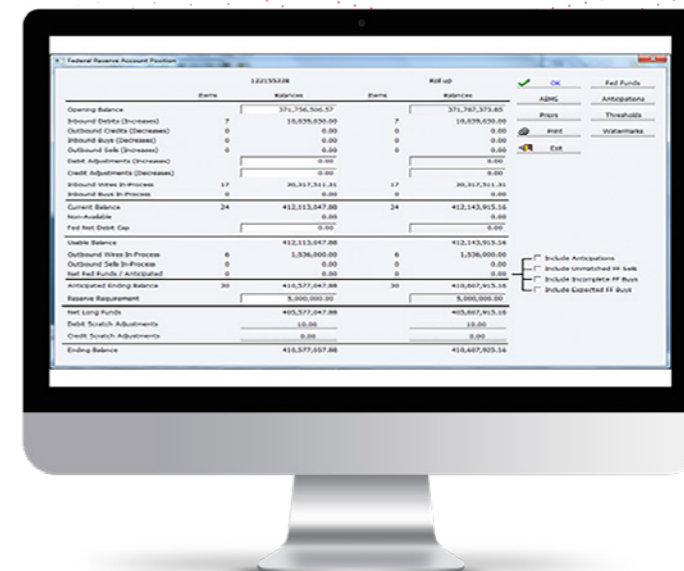 Federal Reserve Account Position
122155228 Roll up
Items Balances Items Balances
Opening Balance 371,756,506.57 371,787,373.85
Inbound Debits (Increases) 7 10,039,030.00 7 10,039,030.00
Outbound Credits (Decreases) 0 0.00 0 0.00
Inbound Buys (Decreases) 0 0.00 0 0.00
Outbound Sells (Increases) 0 0.00 0 0.00
Debit Adjustments (Increases) 0.00 0.00
Credit Adjustments (Decreases) 0.00 0.00
Inbound Wires In-Process 17 30,317,511.31 17 30,317,511.31
Inbound Buys In-Process 0 0.00 0 0.00
Current Balance 24 412,113,047.88 24 412,143,915.16
Non-Available 0.00 0.00
Fed Net Debit Cap 0.00 0.00
Usable Balance 412,113,047.88 412,143,915.16
Outbound Wires In-Process 6 1,536,000.00 6 1,536,000.00
Outbound Sells In-Process 0 0.00 0 0.00
Net Fed Funds / Anticipated 0 0.00 0 0.00
Anticipated Ending Balance 30 410,577,047.88 30 410,607,915.16
Reserve Requirement 5,000,000.00 5,000,000.00
Net Long Funds 405,577,047.88 405,607,915.16
Debit Scratch Adjustments 10.00 10.00
Credit Scratch Adjustments 0.00 0.00
Ending Balance 410,577,057.88 410,607,925.16
OK Fed Funds
ABMS Anticipations
Priors Thresholds
Print Watermarks
Exit
Include Anticipations
Include Unmatched FF Sells
Include Incomplete FF Buys
Include Expected FF Buys